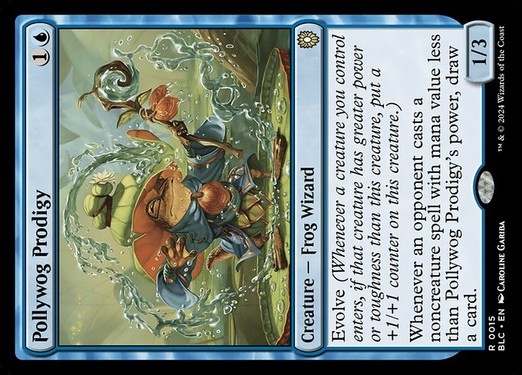 Pollywog Prodigy 1
Creature — Frog Wizard
Evolve (Whenever a creature you control
enters, if that creature has greater power
or toughness than this creature, put a
+1/+1 counter on this creature.)
Whenever an opponent casts a
noncreature spell with mana value less
than Pollywog Prodigy's power, draw
a card.
1/3
R 0015
BLC • EN CAROLINE GARIBA
™ & © 2024 Wizards of the Coast